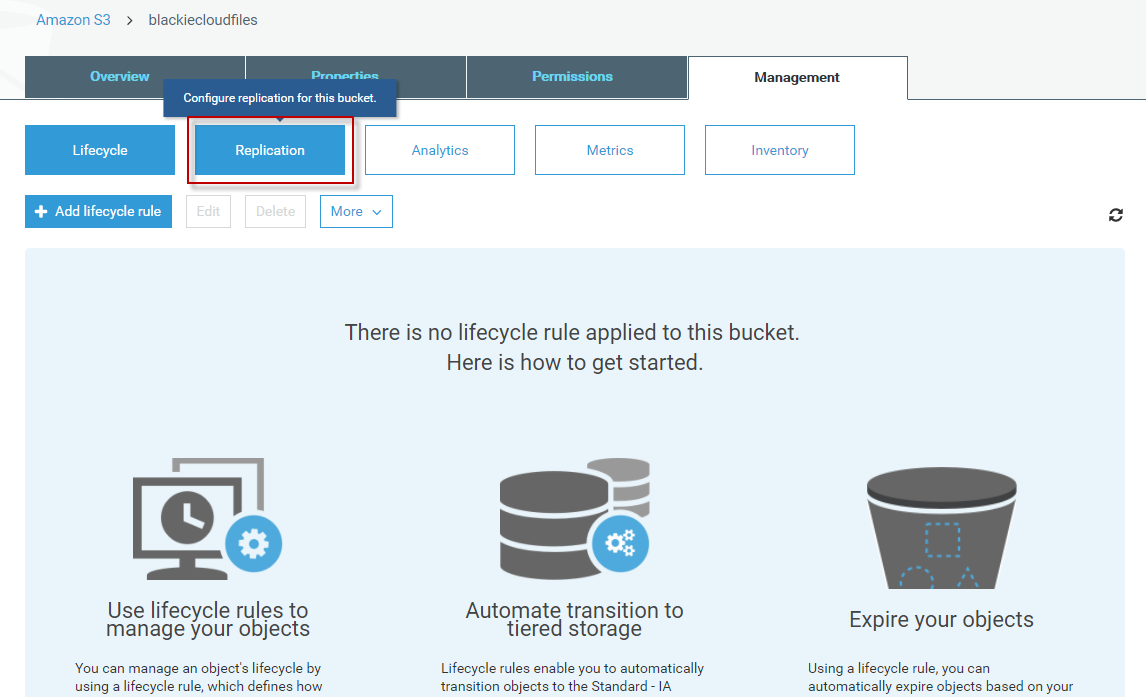 Amazon S3 > blackiecloudfiles
Overview Properties Permissions Management
Configure replication for this bucket.
Lifecycle Replication Analytics Metrics Inventory
Add lifecycle rule Edit Delete More
There is no lifecycle rule applied to this bucket.
Here is how to get started.
Use lifecycle rules to
manage your objects
You can manage an object's lifecycle by
using a lifecycle rule, which defines how
Automate transition to
tiered storage
Lifecycle rules enable you to automatically
transition objects to the Standard - IA
Expire your objects
Using a lifecycle rule, you can
automatically expire objects based on your